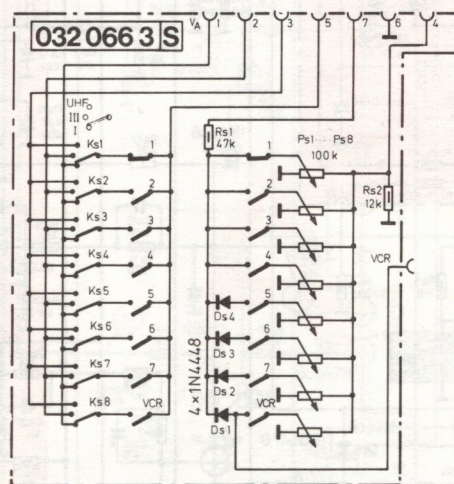 032 066 3 S
VA 1 2 3 5 7 6 4
UHF
III
I
Rs1
47k
Ps1 Ps8
100 k
Rs2
12k
VCR
Ks1 1 1
Ks2 2 2
Ks3 3 3
Ks4 4 4
Ks5 5 5
Ds4
Ks6 6 6
Ds3
Ks7 7 7
Ds2
Ks8 VCR VCR
Ds1
4×1N4448